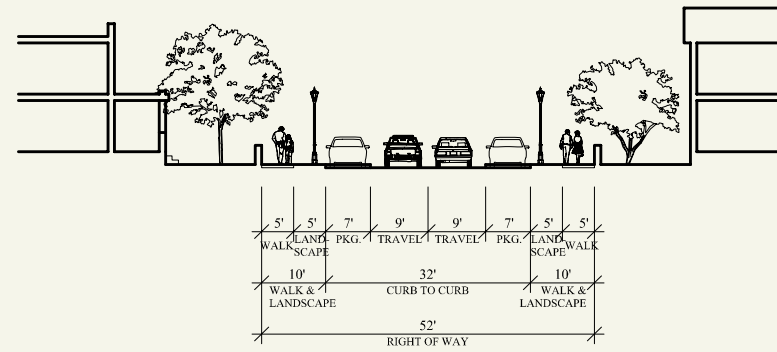 5' 5' 7' 9' 9' 7' 5' 5'
WALK LAND- PKG. TRAVEL TRAVEL PKG. LAND- WALK
SCAPE SCAPE
10' 32' 10'
WALK & CURB TO CURB WALK &
LANDSCAPE LANDSCAPE
52'
RIGHT OF WAY